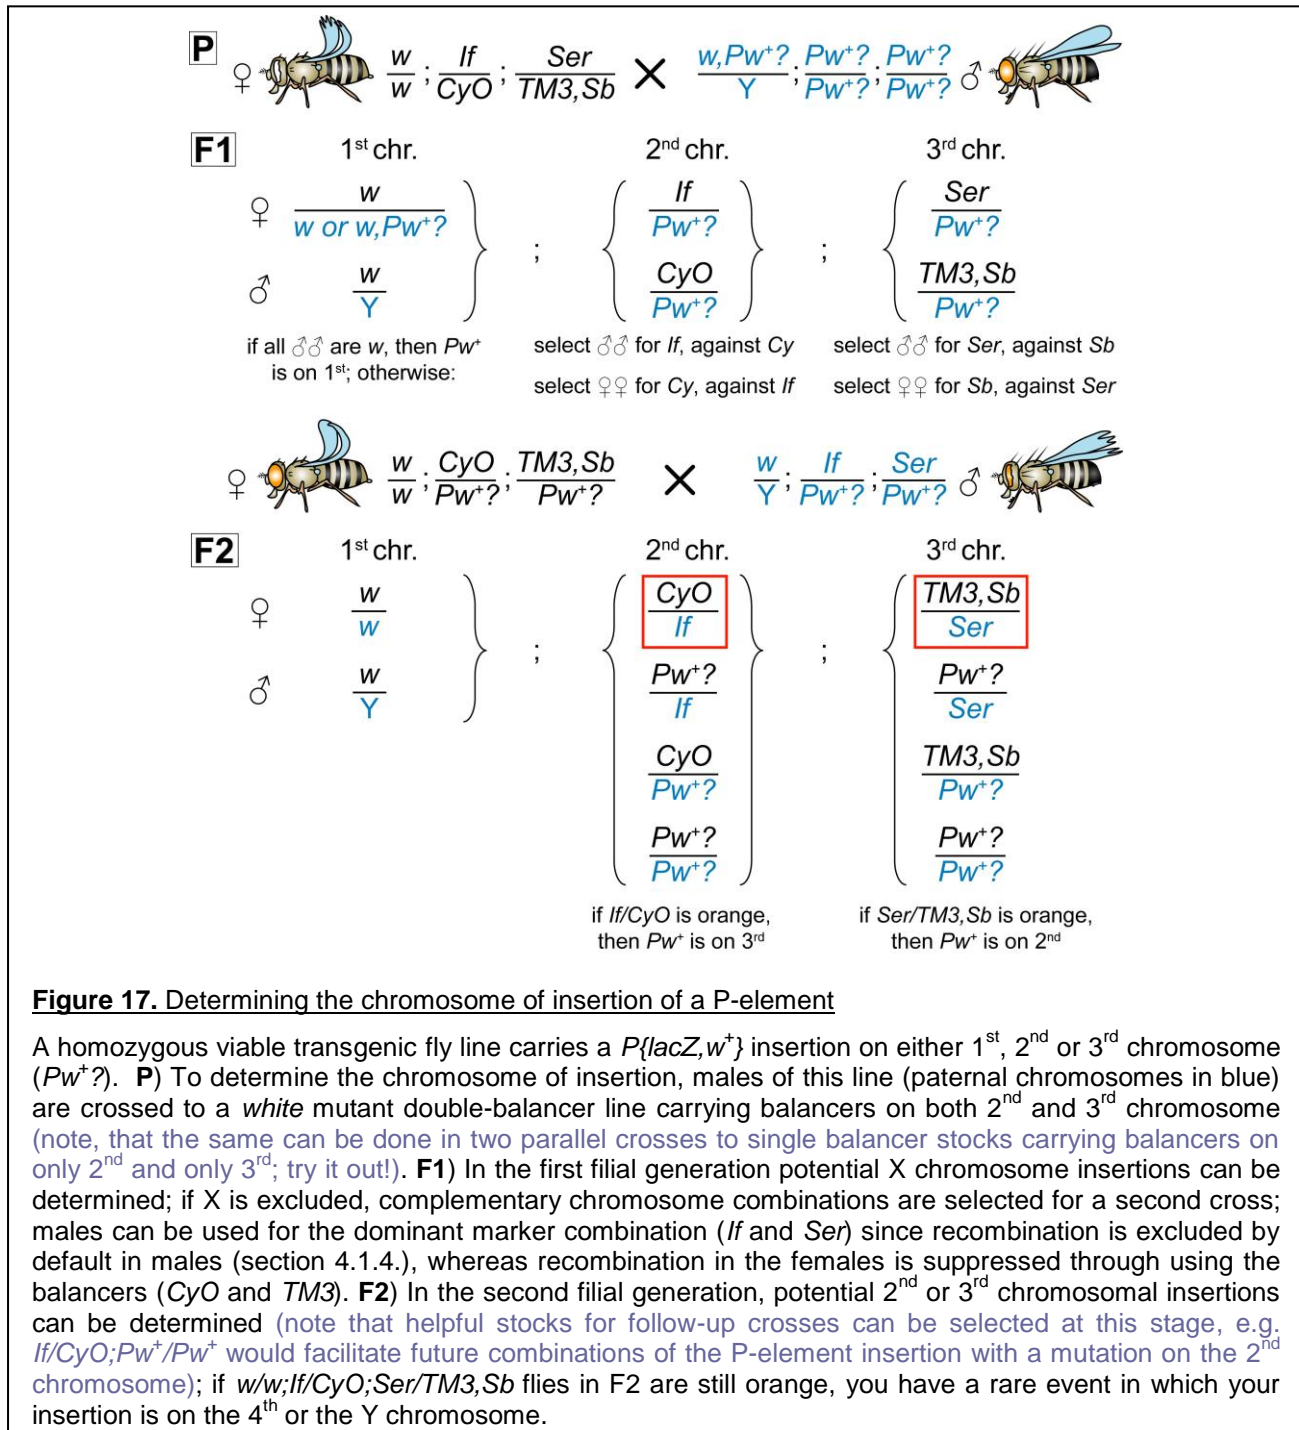 P ♀ w/w ; If/CyO ; Ser/TM3,Sb × w,Pw⁺?/Y ; Pw⁺?/Pw⁺? ; Pw⁺?/Pw⁺? ♂
F1 1st chr. 2nd chr. 3rd chr.
♀ w/w or w,Pw⁺? If/Pw⁺? Ser/Pw⁺?
; ;
♂ w/Y CyO/Pw⁺? TM3,Sb/Pw⁺?
if all ♂♂ are w, then Pw⁺ select ♂♂ for If, against Cy select ♂♂ for Ser, against Sb
is on 1st; otherwise: select ♀♀ for Cy, against If select ♀♀ for Sb, against Ser
♀ w/w ; CyO/Pw⁺? ; TM3,Sb/Pw⁺? × w/Y ; If/Pw⁺? ; Ser/Pw⁺? ♂
F2 1st chr. 2nd chr. 3rd chr.
♀ w/w CyO/If TM3,Sb/Ser
; ;
♂ w/Y Pw⁺?/If Pw⁺?/Ser
CyO/Pw⁺? TM3,Sb/Pw⁺?
Pw⁺?/Pw⁺? Pw⁺?/Pw⁺?
if If/CyO is orange, if Ser/TM3,Sb is orange,
then Pw⁺ is on 3rd then Pw⁺ is on 2nd
Figure 17. Determining the chromosome of insertion of a P-element
A homozygous viable transgenic fly line carries a P{lacZ,w⁺} insertion on either 1st, 2nd or 3rd chromosome
(Pw⁺?). P) To determine the chromosome of insertion, males of this line (paternal chromosomes in blue)
are crossed to a white mutant double-balancer line carrying balancers on both 2nd and 3rd chromosome
(note, that the same can be done in two parallel crosses to single balancer stocks carrying balancers on
only 2nd and only 3rd; try it out!). F1) In the first filial generation potential X chromosome insertions can be
determined; if X is excluded, complementary chromosome combinations are selected for a second cross;
males can be used for the dominant marker combination (If and Ser) since recombination is excluded by
default in males (section 4.1.4.), whereas recombination in the females is suppressed through using the
balancers (CyO and TM3). F2) In the second filial generation, potential 2nd or 3rd chromosomal insertions
can be determined (note that helpful stocks for follow-up crosses can be selected at this stage, e.g.
If/CyO;Pw⁺/Pw⁺ would facilitate future combinations of the P-element insertion with a mutation on the 2nd
chromosome); if w/w;If/CyO;Ser/TM3,Sb flies in F2 are still orange, you have a rare event in which your
insertion is on the 4th or the Y chromosome.